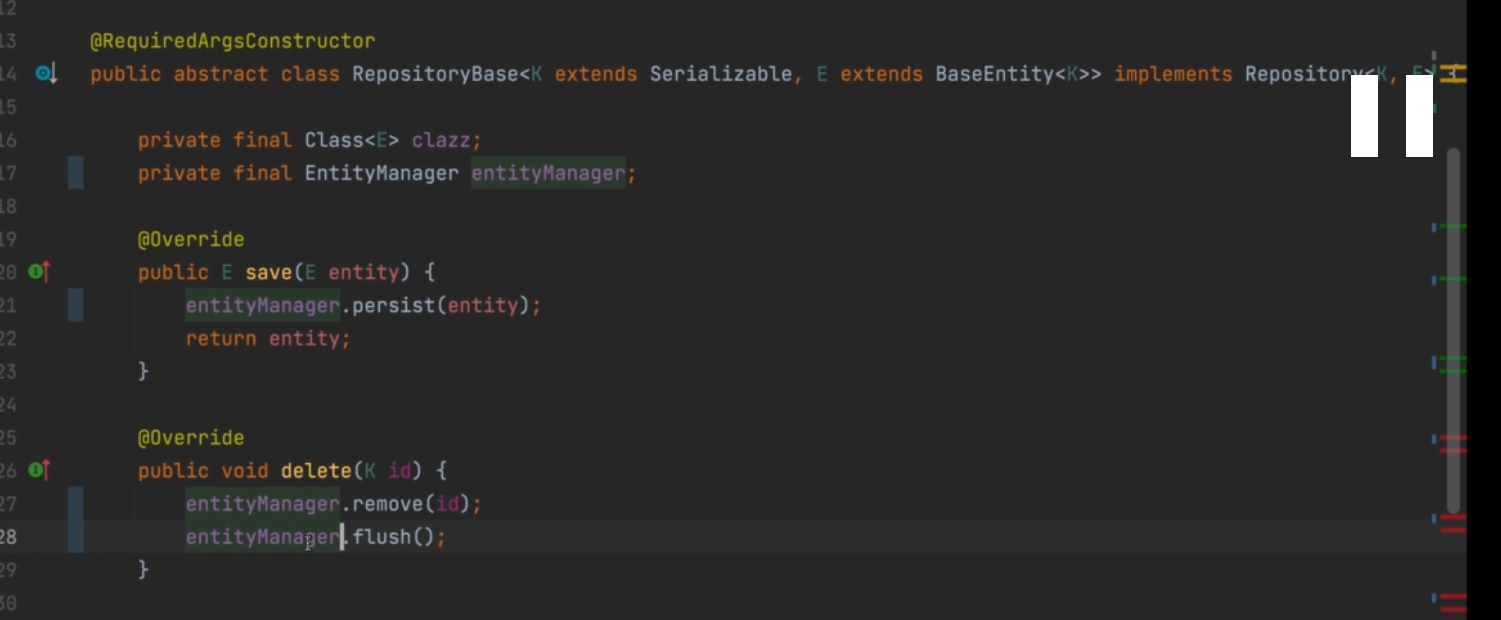 12
13 @RequiredArgsConstructor
14 public abstract class RepositoryBase<K extends Serializable, E extends BaseEntity<K>> implements Repository<K, E> {
15
16 private final Class<E> clazz;
17 private final EntityManager entityManager;
18
19 @Override
20 public E save(E entity) {
21 entityManager.persist(entity);
22 return entity;
23 }
24
25 @Override
26 public void delete(K id) {
27 entityManager.remove(id);
28 entityManager.flush();
29 }
30